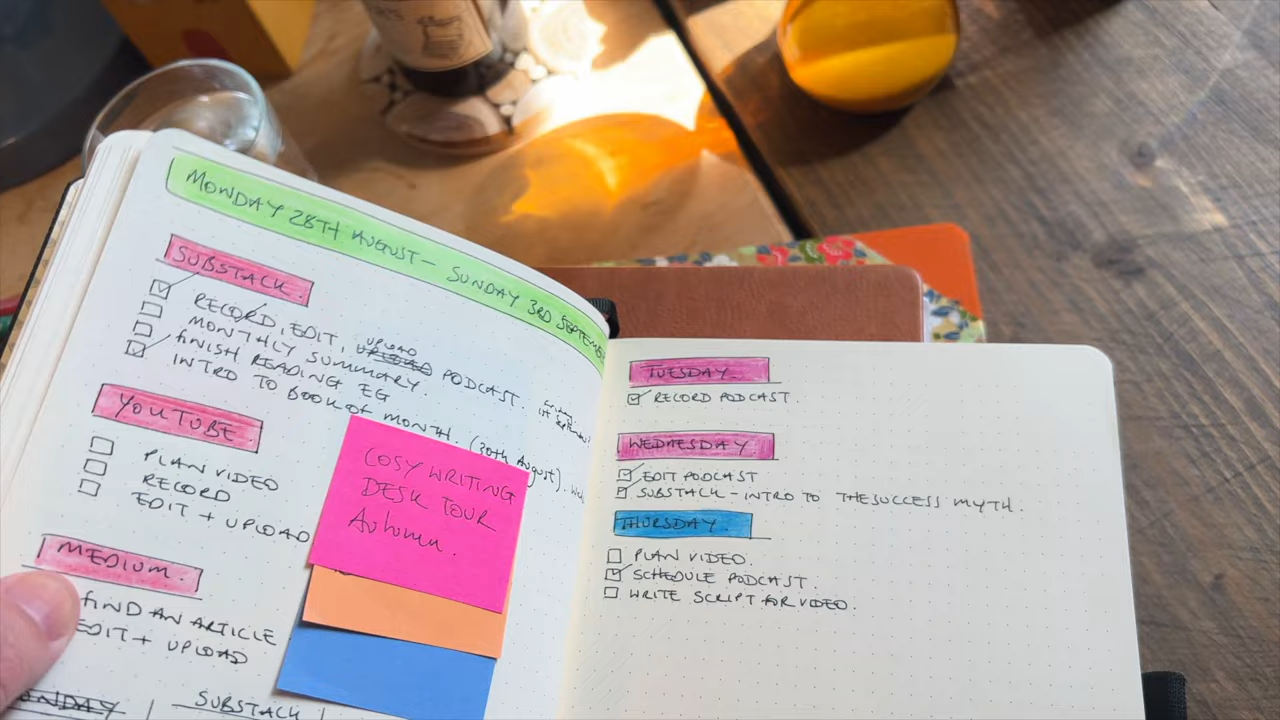 MONDAY 28TH AUGUST - SUNDAY 3RD SEPTEMBE
SUBSTACK.
RECORD, EDIT, UPLOAD PODCAST.
MONTHLY SUMMARY.
FINISH READING EG
INTRO TO BOOK OF MONTH. (30th August).
YOUTUBE.
PLAN VIDEO
RECORD
EDIT + UPLOAD
MEDIUM.
FIND AN ARTICLE
EDIT + UPLOAD
MONDAY
SUBSTACK
COSY WRITING
DESK TOUR
Autumn.
TUESDAY.
RECORD PODCAST.
WEDNESDAY.
EDIT PODCAST
SUBSTACK - INTRO TO THE SUCCESS MYTH.
THURSDAY.
PLAN VIDEO.
SCHEDULE PODCAST.
WRITE SCRIPT FOR VIDEO.